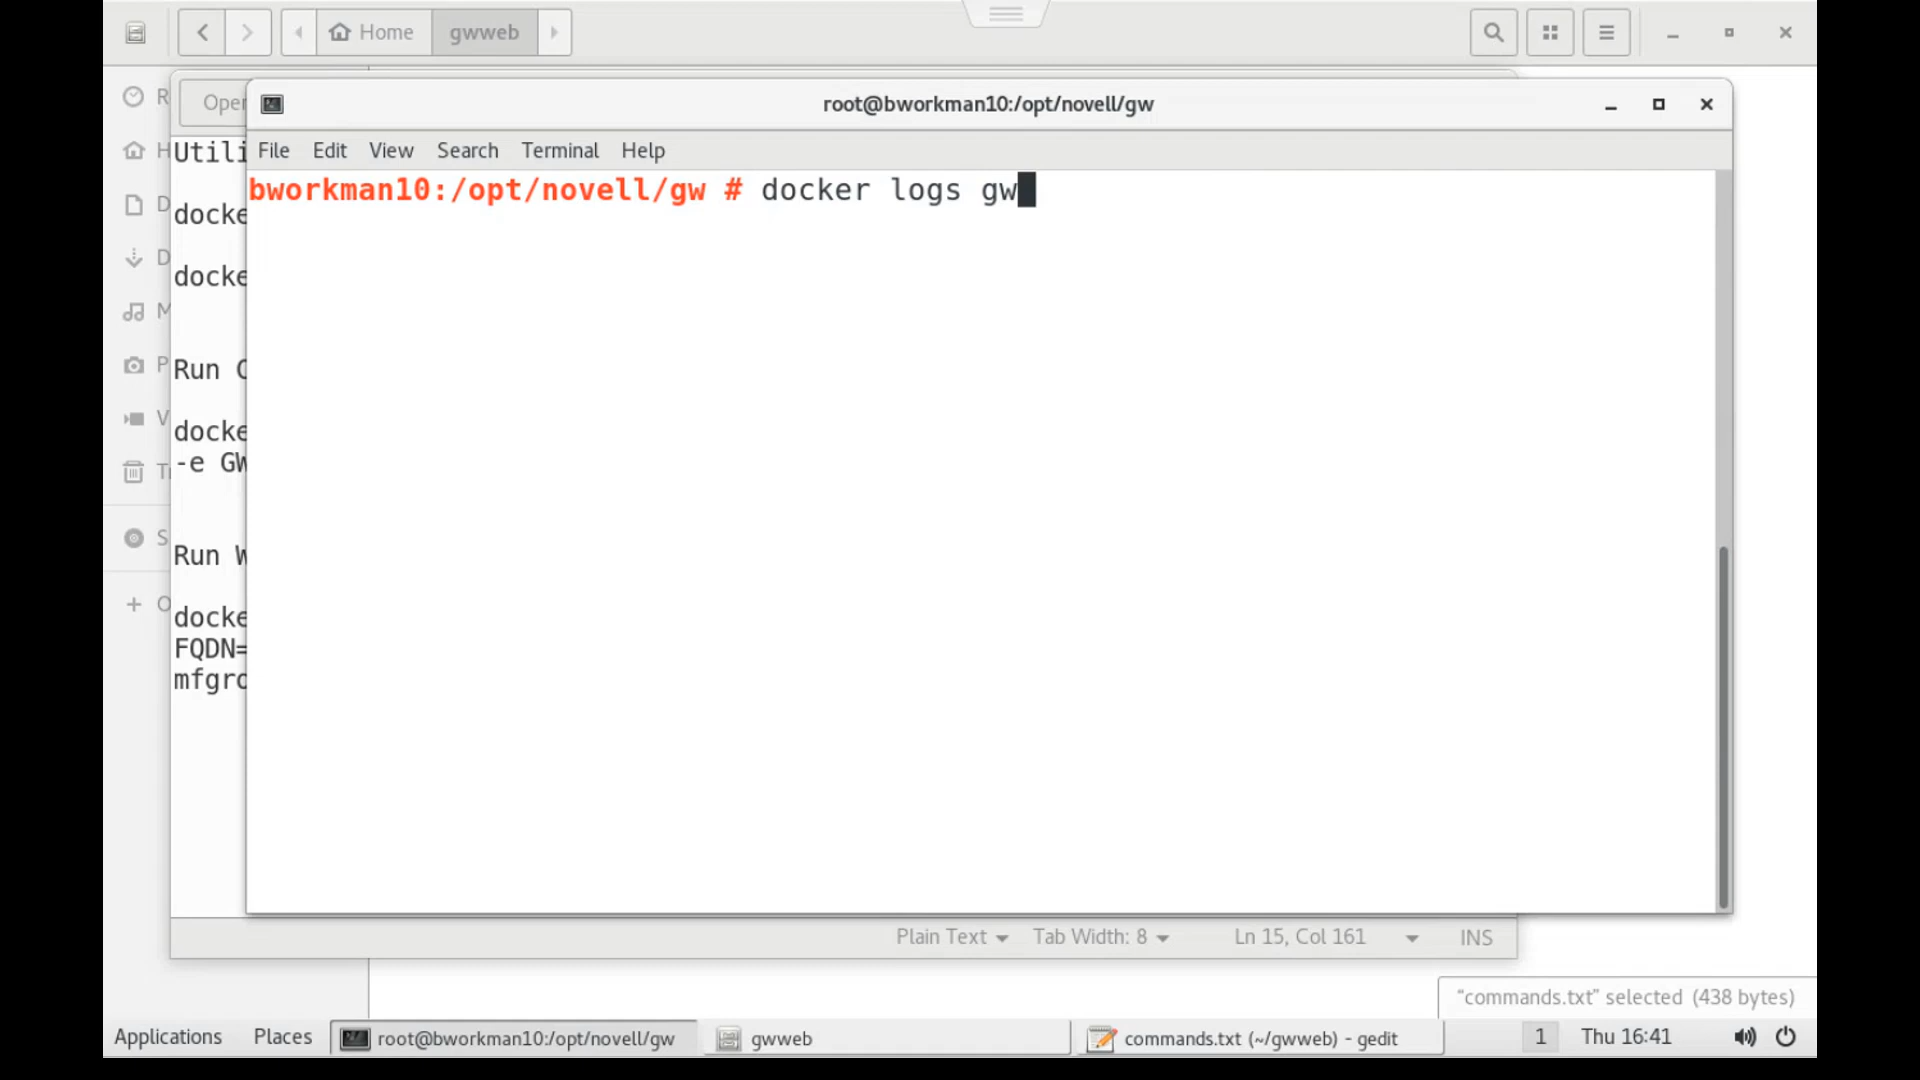 Home
gwweb
R
Open
root@bworkman10:/opt/novell/gw
H
Utili
File Edit View Search Terminal Help
bworkman10:/opt/novell/gw # docker logs gw
D
docke
D
docke
M
P
Run C
V
docke
T
-e GW
S
Run W
O
docke
FQDN=
mfgro
Plain Text Tab Width: 8 Ln 15, Col 161 INS
"commands.txt" selected (438 bytes)
Applications Places root@bworkman10:/opt/novell/gw gwweb commands.txt (~/gwweb) - gedit 1 Thu 16:41